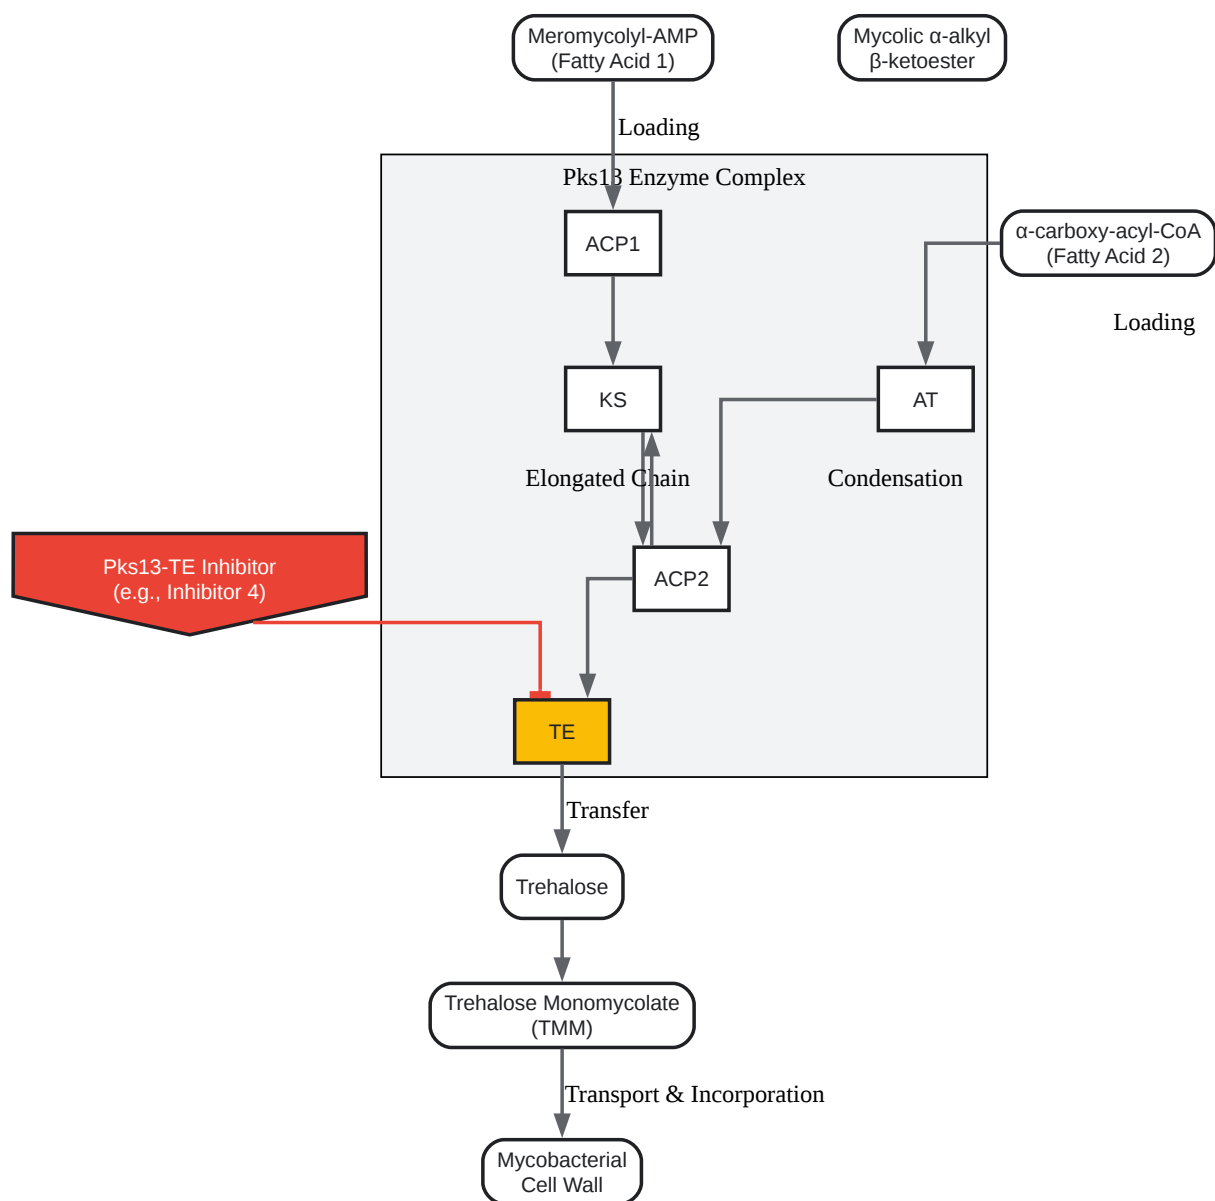 Meromycolyl-AMP
(Fatty Acid 1)
Mycolic α-alkyl
β-ketoester
Loading
Pks13 Enzyme Complex
ACP1
α-carboxy-acyl-CoA
(Fatty Acid 2)
Loading
KS
AT
Elongated Chain
Condensation
Pks13-TE Inhibitor
(e.g., Inhibitor 4)
ACP2
TE
Transfer
Trehalose
Trehalose Monomycolate
(TMM)
Transport & Incorporation
Mycobacterial
Cell Wall